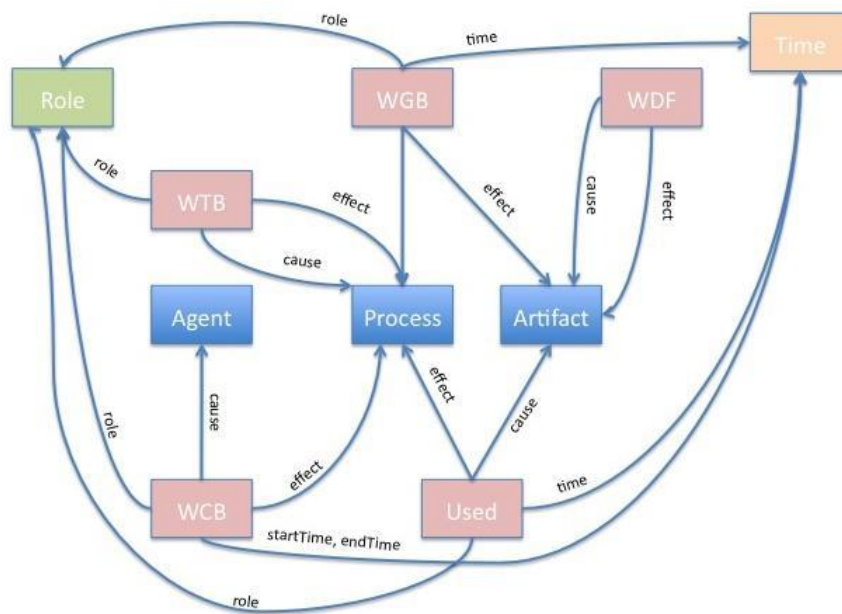 role
time
Time
Role
WGB
WDF
role
WTB
effect
effect
cause
effect
cause
Agent
Process
Artifact
role
cause
effect
effect
cause
WCB
Used
time
startTime, endTime
role